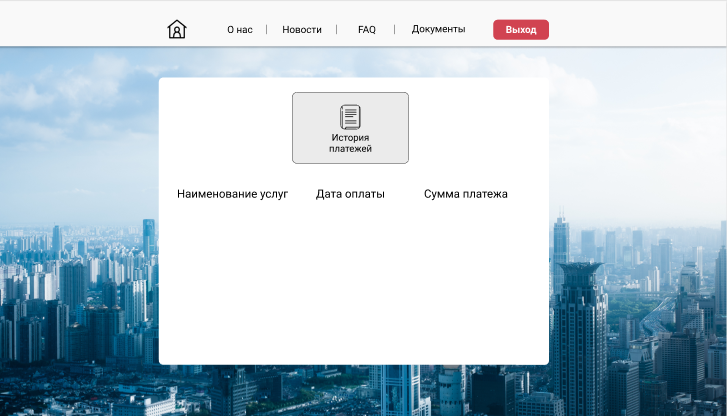 О нас | Новости | FAQ | Документы Выход
История
платежей
Наименование услуг Дата оплаты Сумма платежа